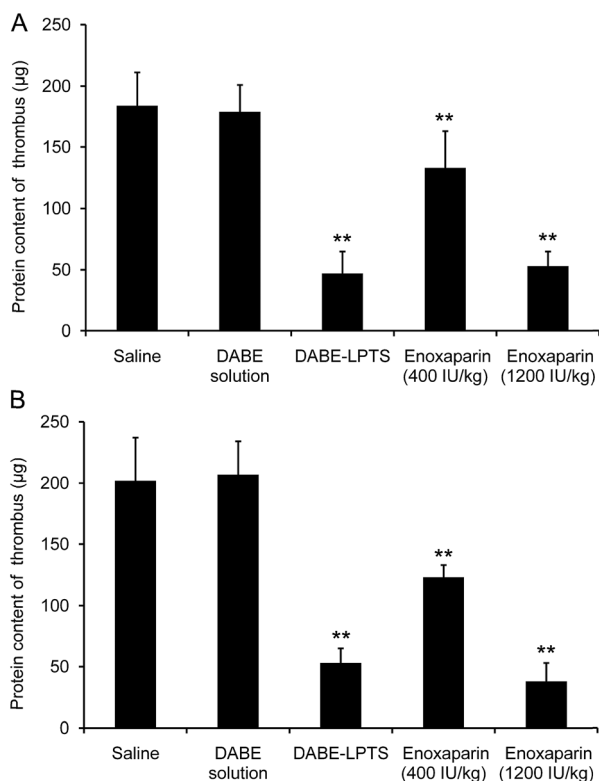 A
Protein content of thrombus (µg)
250
200
150
100
50
0
**
**
**
Saline
DABE
solution
DABE-LPTS
Enoxaparin
(400 IU/kg)
Enoxaparin
(1200 IU/kg)
B
Protein content of thrombus (µg)
250
200
150
100
50
0
**
**
**
Saline
DABE
solution
DABE-LPTS
Enoxaparin
(400 IU/kg)
Enoxaparin
(1200 IU/kg)